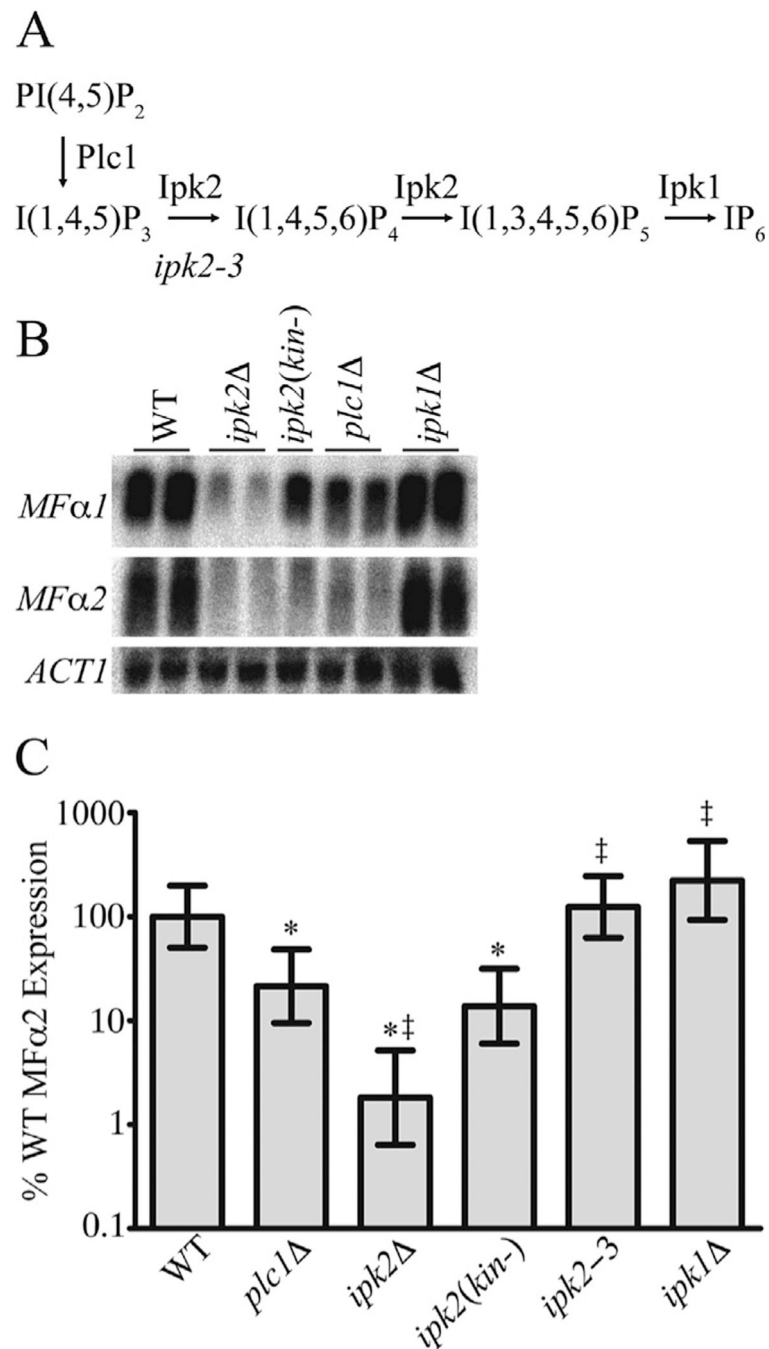 A
PI(4,5)P₂
Plc1
Ipk2 Ipk2 Ipk1
I(1,4,5)P₃ I(1,4,5,6)P₄ I(1,3,4,5,6)P₅ IP₆
ipk2-3
B
WT ipk2Δ ipk2(kin-) plc1Δ ipk1Δ
MFα1
MFα2
ACT1
C
% WT MFα2 Expression
1000
100
10
1
0.1
* *‡ * ‡ ‡
WT plc1Δ ipk2Δ ipk2(kin-) ipk2-3 ipk1Δ